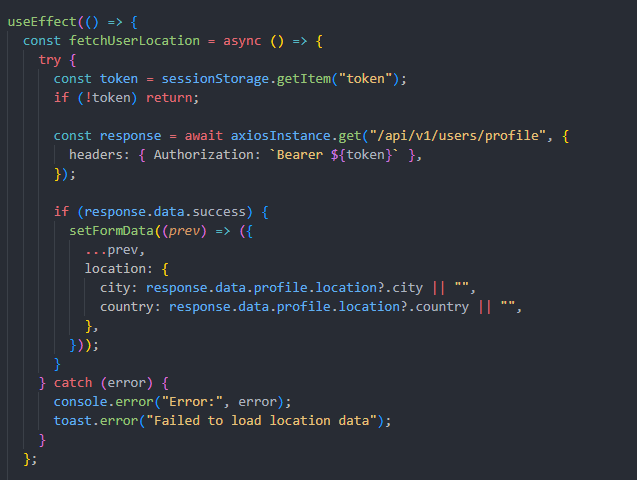 useEffect(() => {
  const fetchUserLocation = async () => {
    try {
      const token = sessionStorage.getItem("token");
      if (!token) return;

      const response = await axiosInstance.get("/api/v1/users/profile", {
        headers: { Authorization: `Bearer ${token}` },
      });

      if (response.data.success) {
        setFormData((prev) => ({
          ...prev,
          location: {
            city: response.data.profile.location?.city || "",
            country: response.data.profile.location?.country || "",
          },
        }));
      }
    } catch (error) {
      console.error("Error:", error);
      toast.error("Failed to load location data");
    }
  };